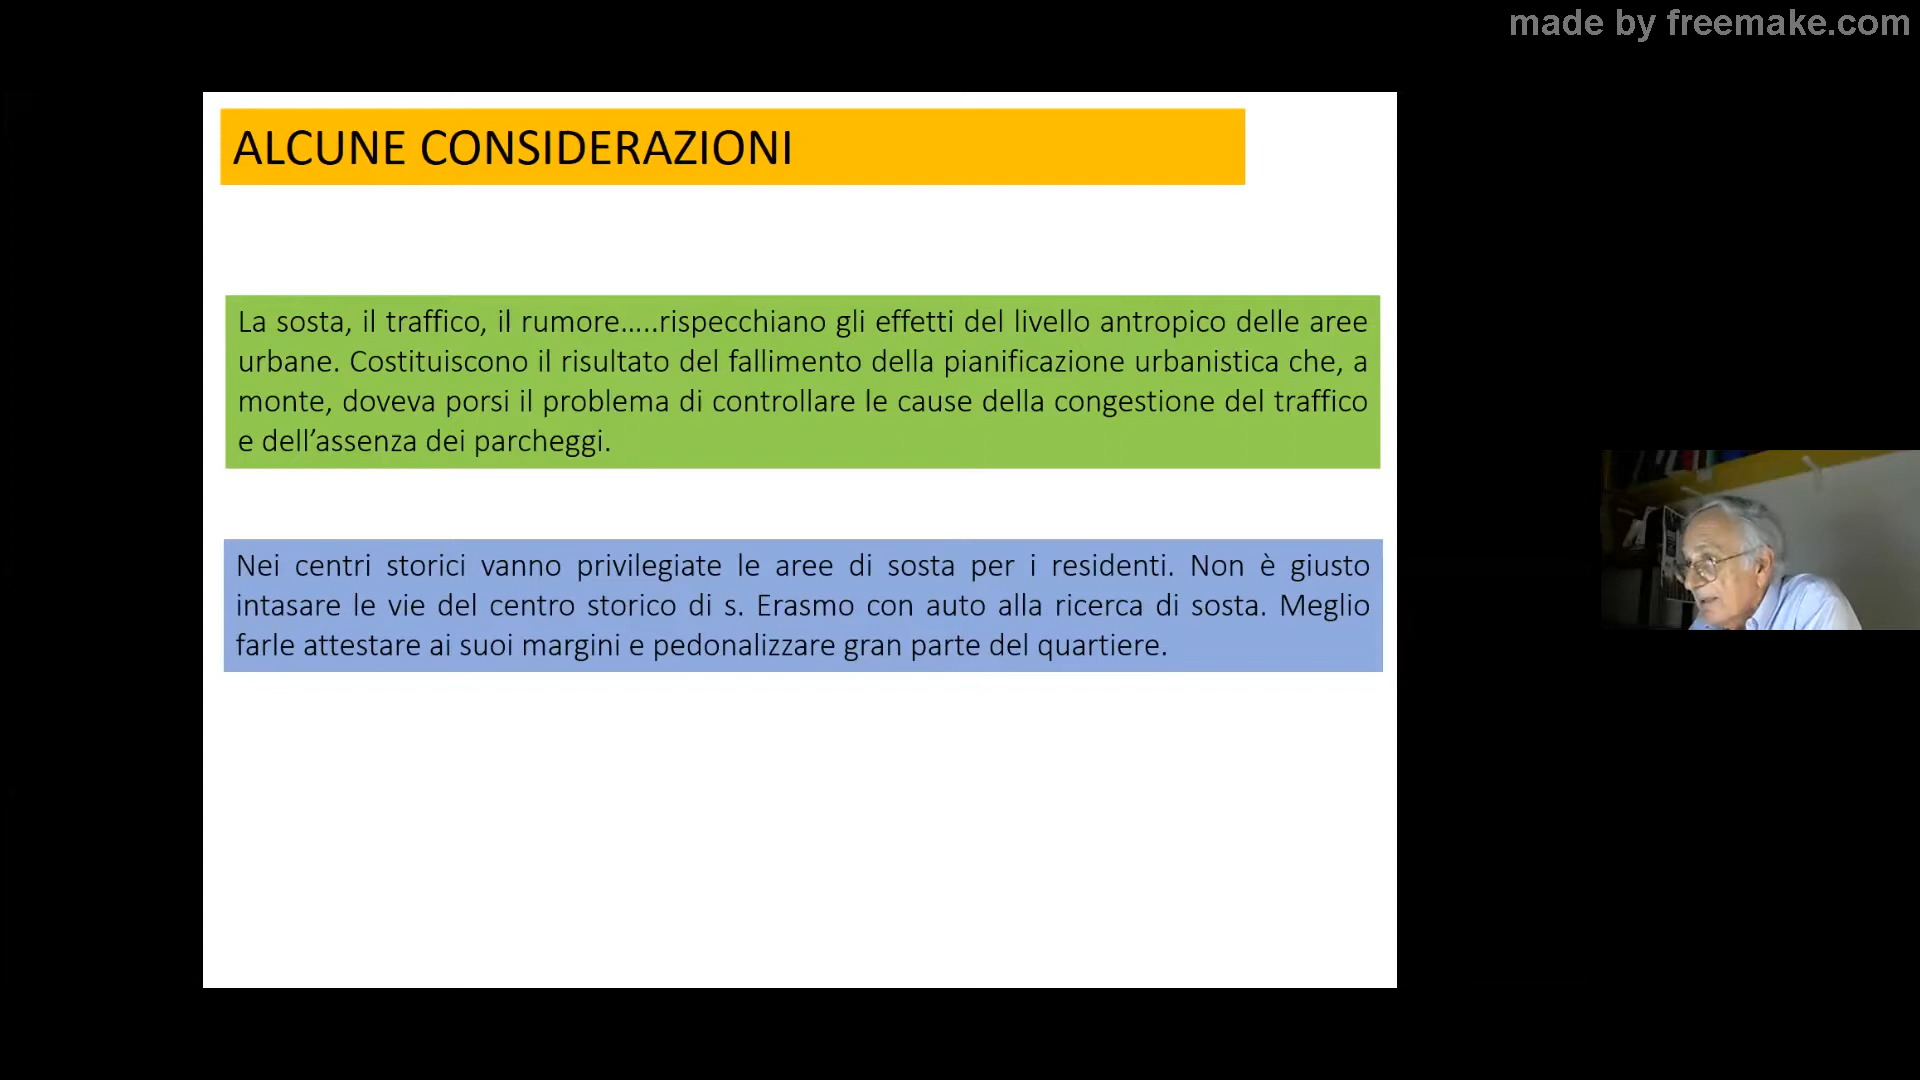 made by freemake.com
ALCUNE CONSIDERAZIONI
La sosta, il traffico, il rumore…..rispecchiano gli effetti del livello antropico delle aree
urbane. Costituiscono il risultato del fallimento della pianificazione urbanistica che, a
monte, doveva porsi il problema di controllare le cause della congestione del traffico
e dell’assenza dei parcheggi.
Nei centri storici vanno privilegiate le aree di sosta per i residenti. Non è giusto
intasare le vie del centro storico di s. Erasmo con auto alla ricerca di sosta. Meglio
farle attestare ai suoi margini e pedonalizzare gran parte del quartiere.